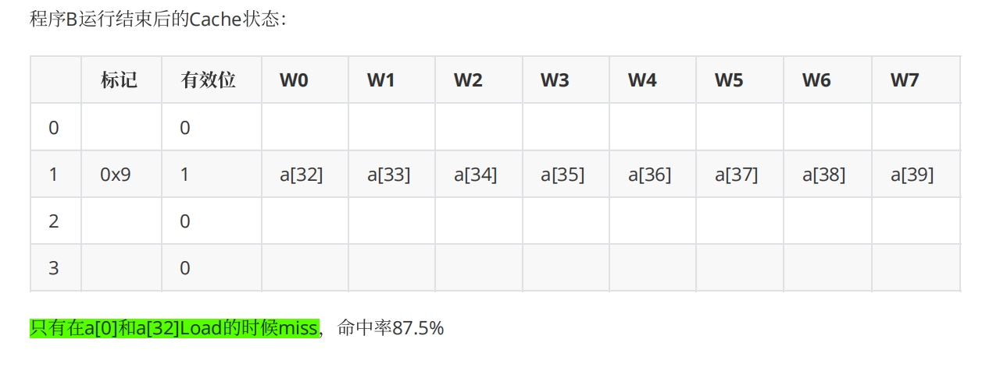 程序B运行结束后的Cache状态：
标记 有效位 W0 W1 W2 W3 W4 W5 W6 W7
0 0
1 0x9 1 a[32] a[33] a[34] a[35] a[36] a[37] a[38] a[39]
2 0
3 0
只有在a[0]和a[32]Load的时候miss，命中率87.5%